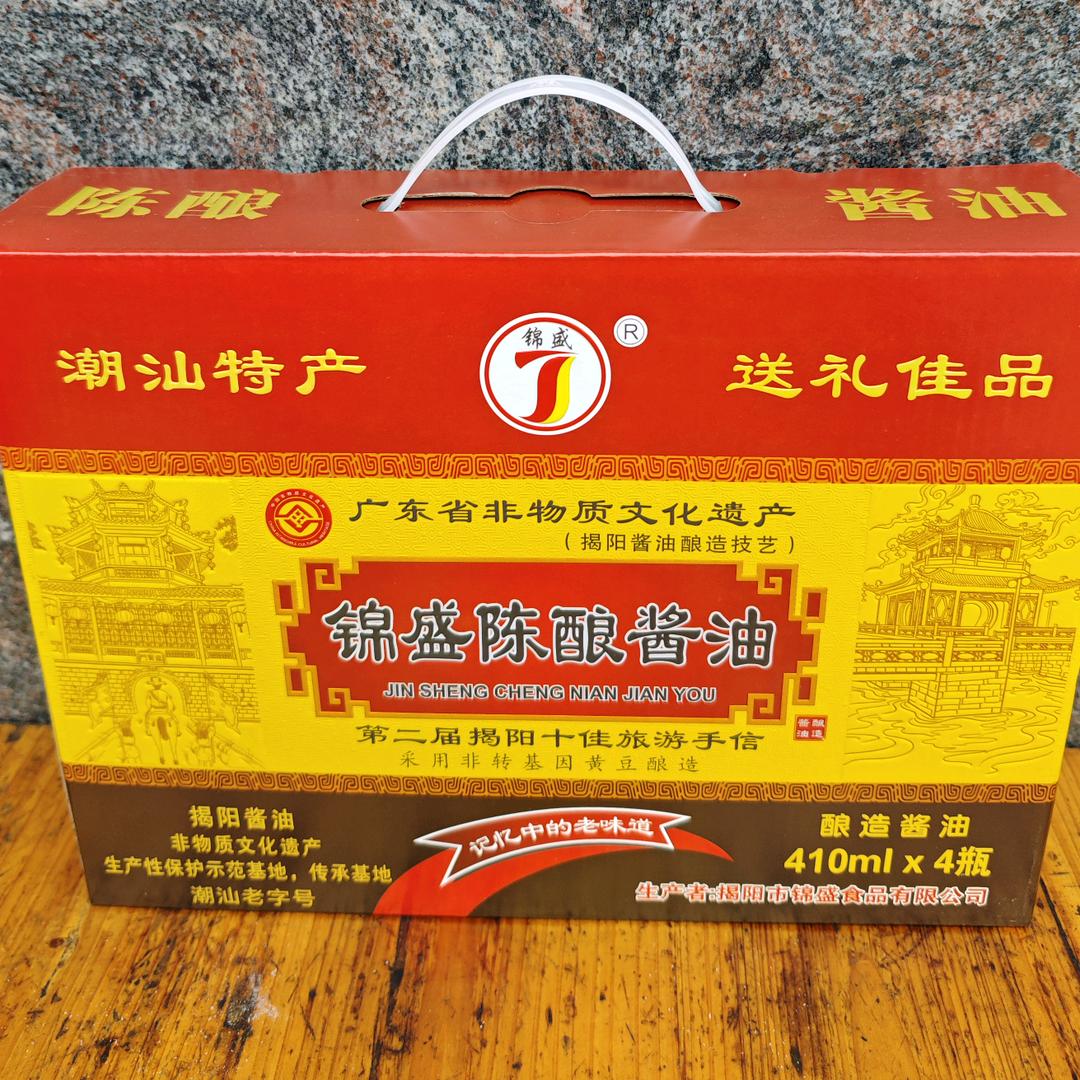 陈酿 酱油
锦盛
R
潮汕特产 送礼佳品
广东省非物质文化遗产
(揭阳酱油酿造技艺)
锦盛陈酿酱油
JIN SHENG CHENG NIAN JIAN YOU
酿造
酱油
第二届揭阳十佳旅游手信
采用非转基因黄豆酿造
揭阳酱油
非物质文化遗产
生产性保护示范基地，传承基地
潮汕老字号
记忆中的老味道
酿造酱油
410ml x 4瓶
生产者:揭阳市锦盛食品有限公司